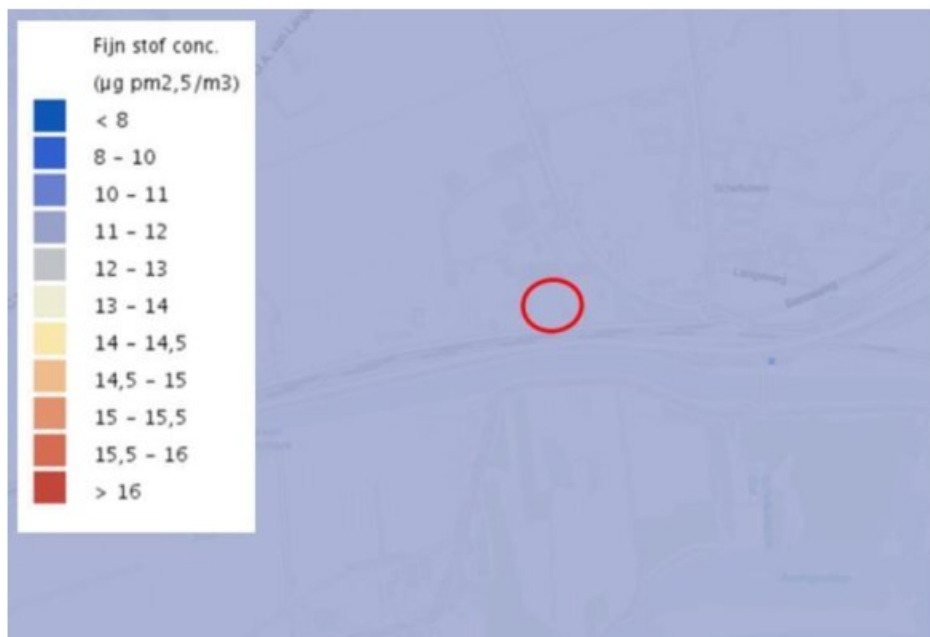 Fijn stof conc.
(µg pm2,5/m3)
< 8
8 – 10
10 – 11
11 – 12
12 – 13
13 – 14
14 – 14,5
14,5 – 15
15 – 15,5
15,5 – 16
> 16